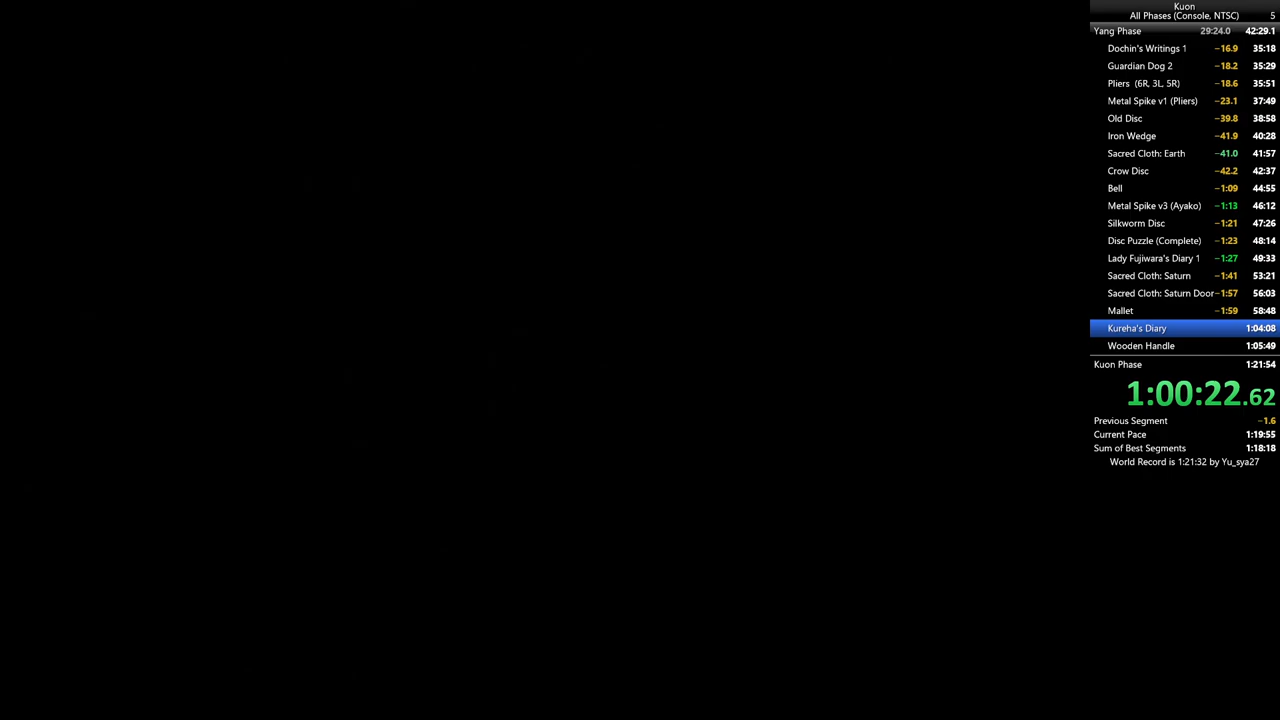 Kuon
All Phases (Console, NTSC) 5
Yang Phase 29:24.0 42:29.1
Dochin's Writings 1 −16.9 35:18
Guardian Dog 2 −18.2 35:29
Pliers (6R, 3L, 5R) −18.6 35:51
Metal Spike v1 (Pliers) −23.1 37:49
Old Disc −39.8 38:58
Iron Wedge −41.9 40:28
Sacred Cloth: Earth −41.0 41:57
Crow Disc −42.2 42:37
Bell −1:09 44:55
Metal Spike v3 (Ayako) −1:13 46:12
Silkworm Disc −1:21 47:26
Disc Puzzle (Complete) −1:23 48:14
Lady Fujiwara's Diary 1 −1:27 49:33
Sacred Cloth: Saturn −1:41 53:21
Sacred Cloth: Saturn Door −1:57 56:03
Mallet −1:59 58:48
Kureha's Diary 1:04:08
Wooden Handle 1:05:49
Kuon Phase 1:21:54
1:00:22.62
Previous Segment −1.6
Current Pace 1:19:55
Sum of Best Segments 1:18:18
World Record is 1:21:32 by Yu_sya27